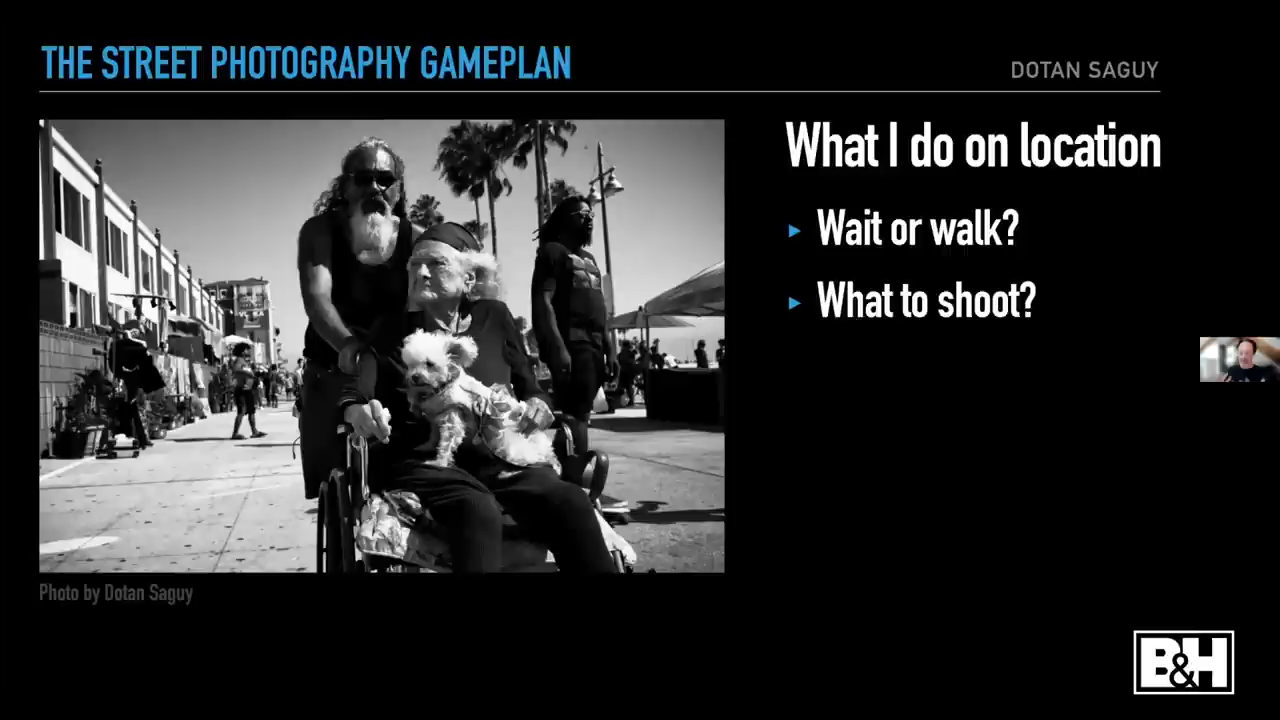 THE STREET PHOTOGRAPHY GAMEPLAN
DOTAN SAGUY
What I do on location
Wait or walk?
What to shoot?
Photo by Dotan Saguy
B&H